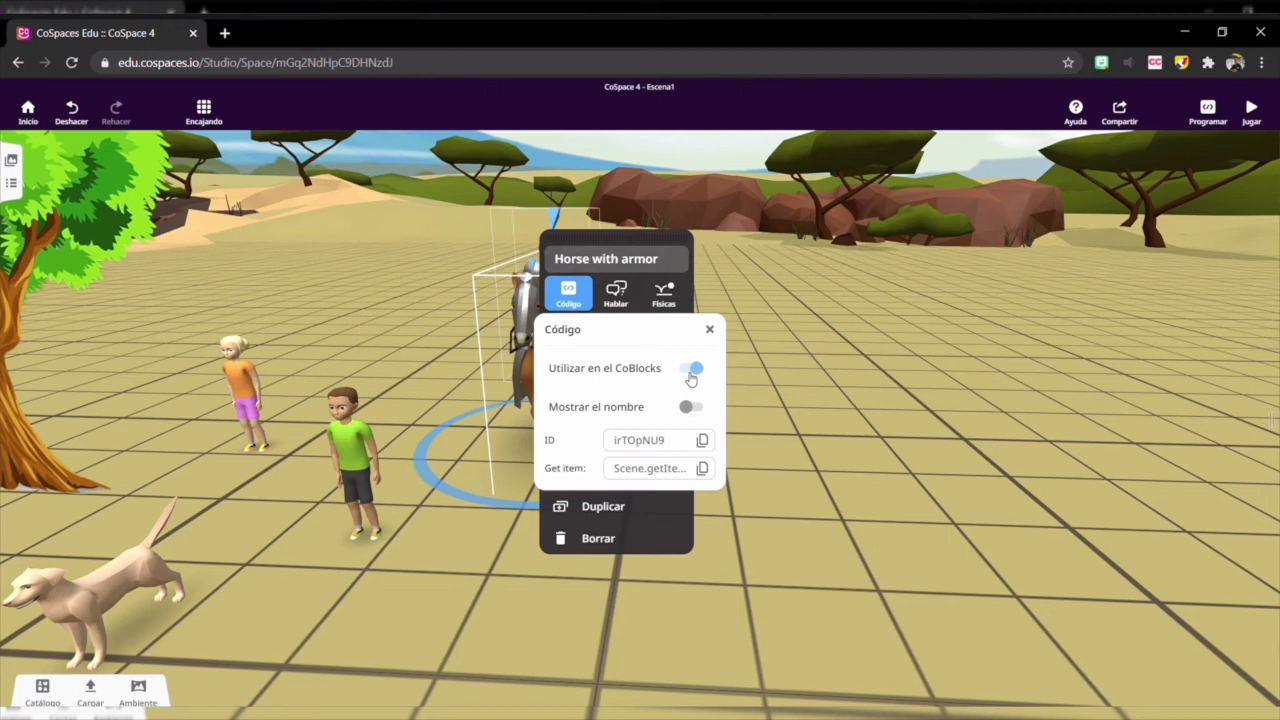 CoSpaces Edu :: CoSpace 4
edu.cospaces.io/Studio/Space/mGq2NdHpC9DHNzdJ
CoSpace 4 - Escena1
Inicio
Deshacer
Rehacer
Encajando
Ayuda
Compartir
Programar
Jugar
Horse with armor
Código
Hablar
Físicas
Código
Utilizar en el CoBlocks
Mostrar el nombre
ID
irTOpNU9
Get item:
Scene.getIte...
Duplicar
Borrar
Catálogo
Cargar
Ambiente